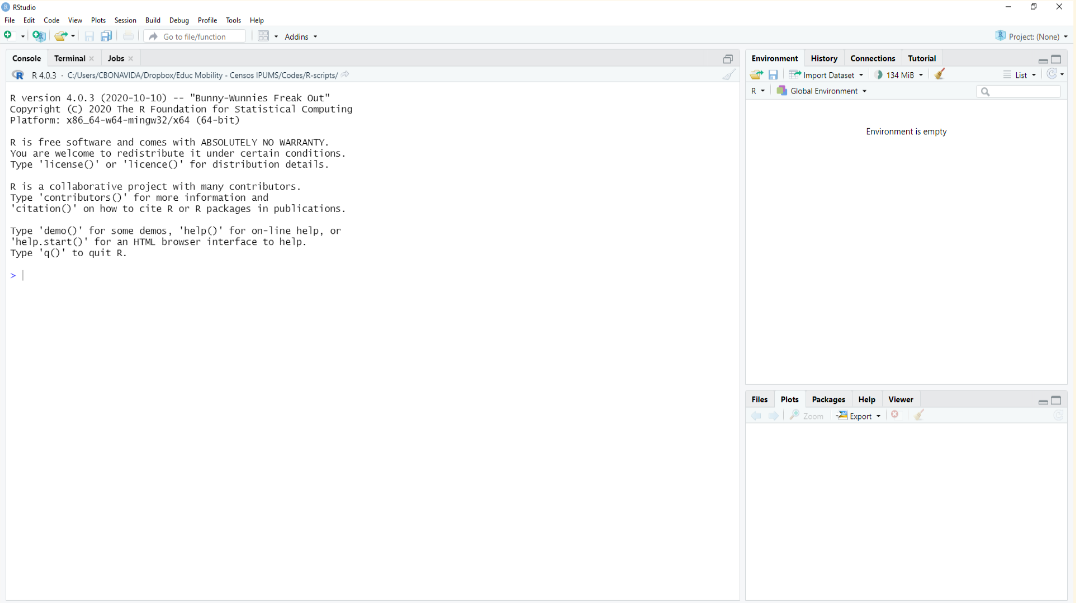 RStudio
File Edit Code View Plots Session Build Debug Profile Tools Help
Go to file/function Addins Project: (None)
Console Terminal Jobs
R 4.0.3 · C:/Users/CBONAVIDA/Dropbox/Educ Mobility - Censos IPUMS/Codes/R-scripts/
R version 4.0.3 (2020-10-10) -- "Bunny-Wunnies Freak Out"
Copyright (C) 2020 The R Foundation for Statistical Computing
Platform: x86_64-w64-mingw32/x64 (64-bit)
R is free software and comes with ABSOLUTELY NO WARRANTY.
You are welcome to redistribute it under certain conditions.
Type 'license()' or 'licence()' for distribution details.
R is a collaborative project with many contributors.
Type 'contributors()' for more information and
'citation()' on how to cite R or R packages in publications.
Type 'demo()' for some demos, 'help()' for on-line help, or
'help.start()' for an HTML browser interface to help.
Type 'q()' to quit R.
>
Environment History Connections Tutorial
Import Dataset 134 MiB List
R Global Environment
Environment is empty
Files Plots Packages Help Viewer
Zoom Export